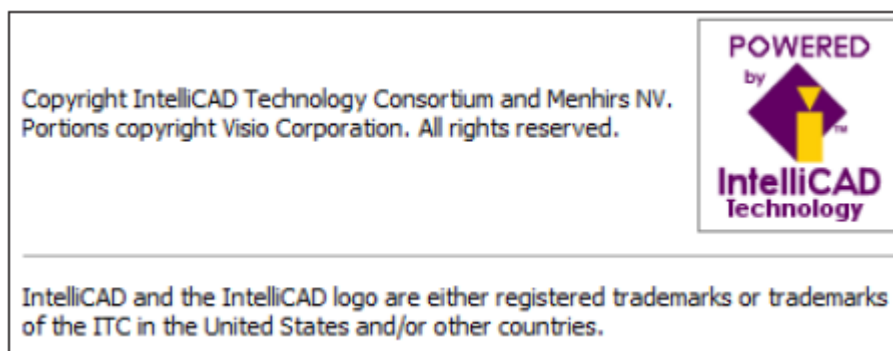 Copyright IntelliCAD Technology Consortium and Menhirs NV.
Portions copyright Visio Corporation. All rights reserved.
POWERED
by
TM
IntelliCAD
Technology
IntelliCAD and the IntelliCAD logo are either registered trademarks or trademarks
of the ITC in the United States and/or other countries.